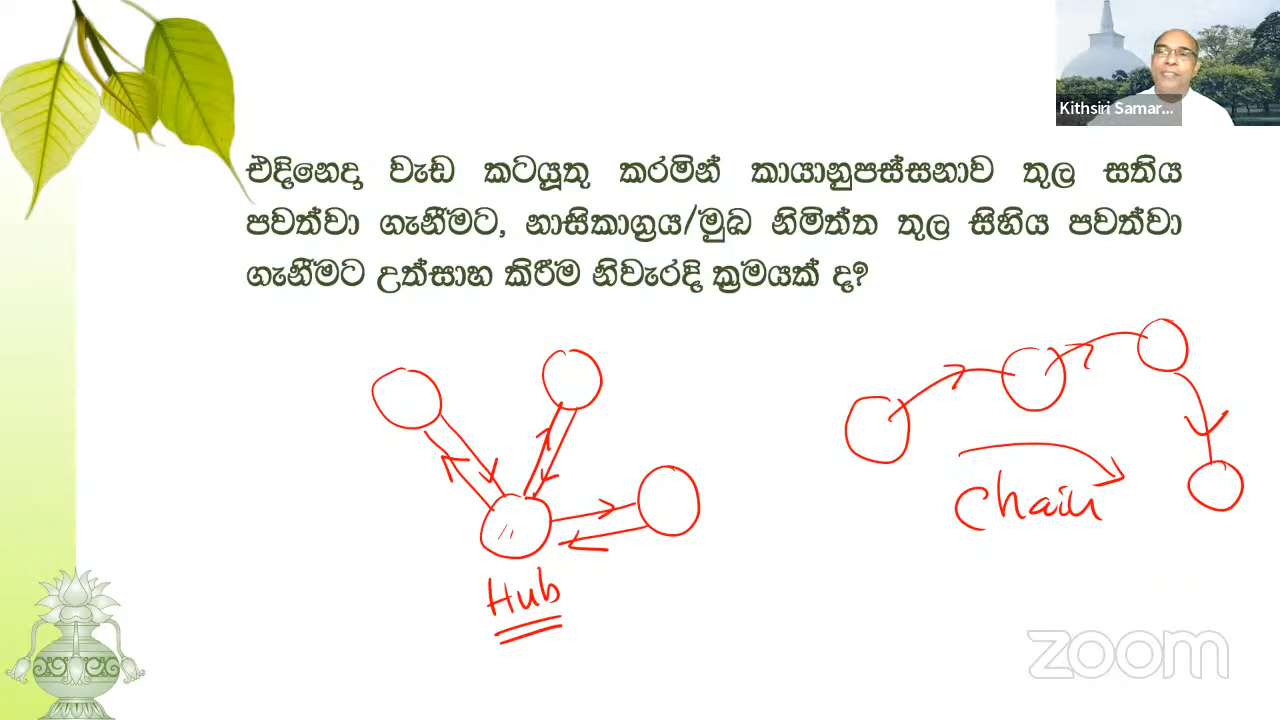 Kithsiri Samar...
එදිනෙදා වැඩ කටයුතු කරමින් කායානුපස්සනාව තුල සතිය
පවත්වා ගැනීමට, නාසිකාග්‍රය/මුඛ නිමිත්ත තුල සිහිය පවත්වා
ගැනීමට උත්සාහ කිරීම නිවැරදි ක්‍රමයක් ද?
Hub
chain
zoom